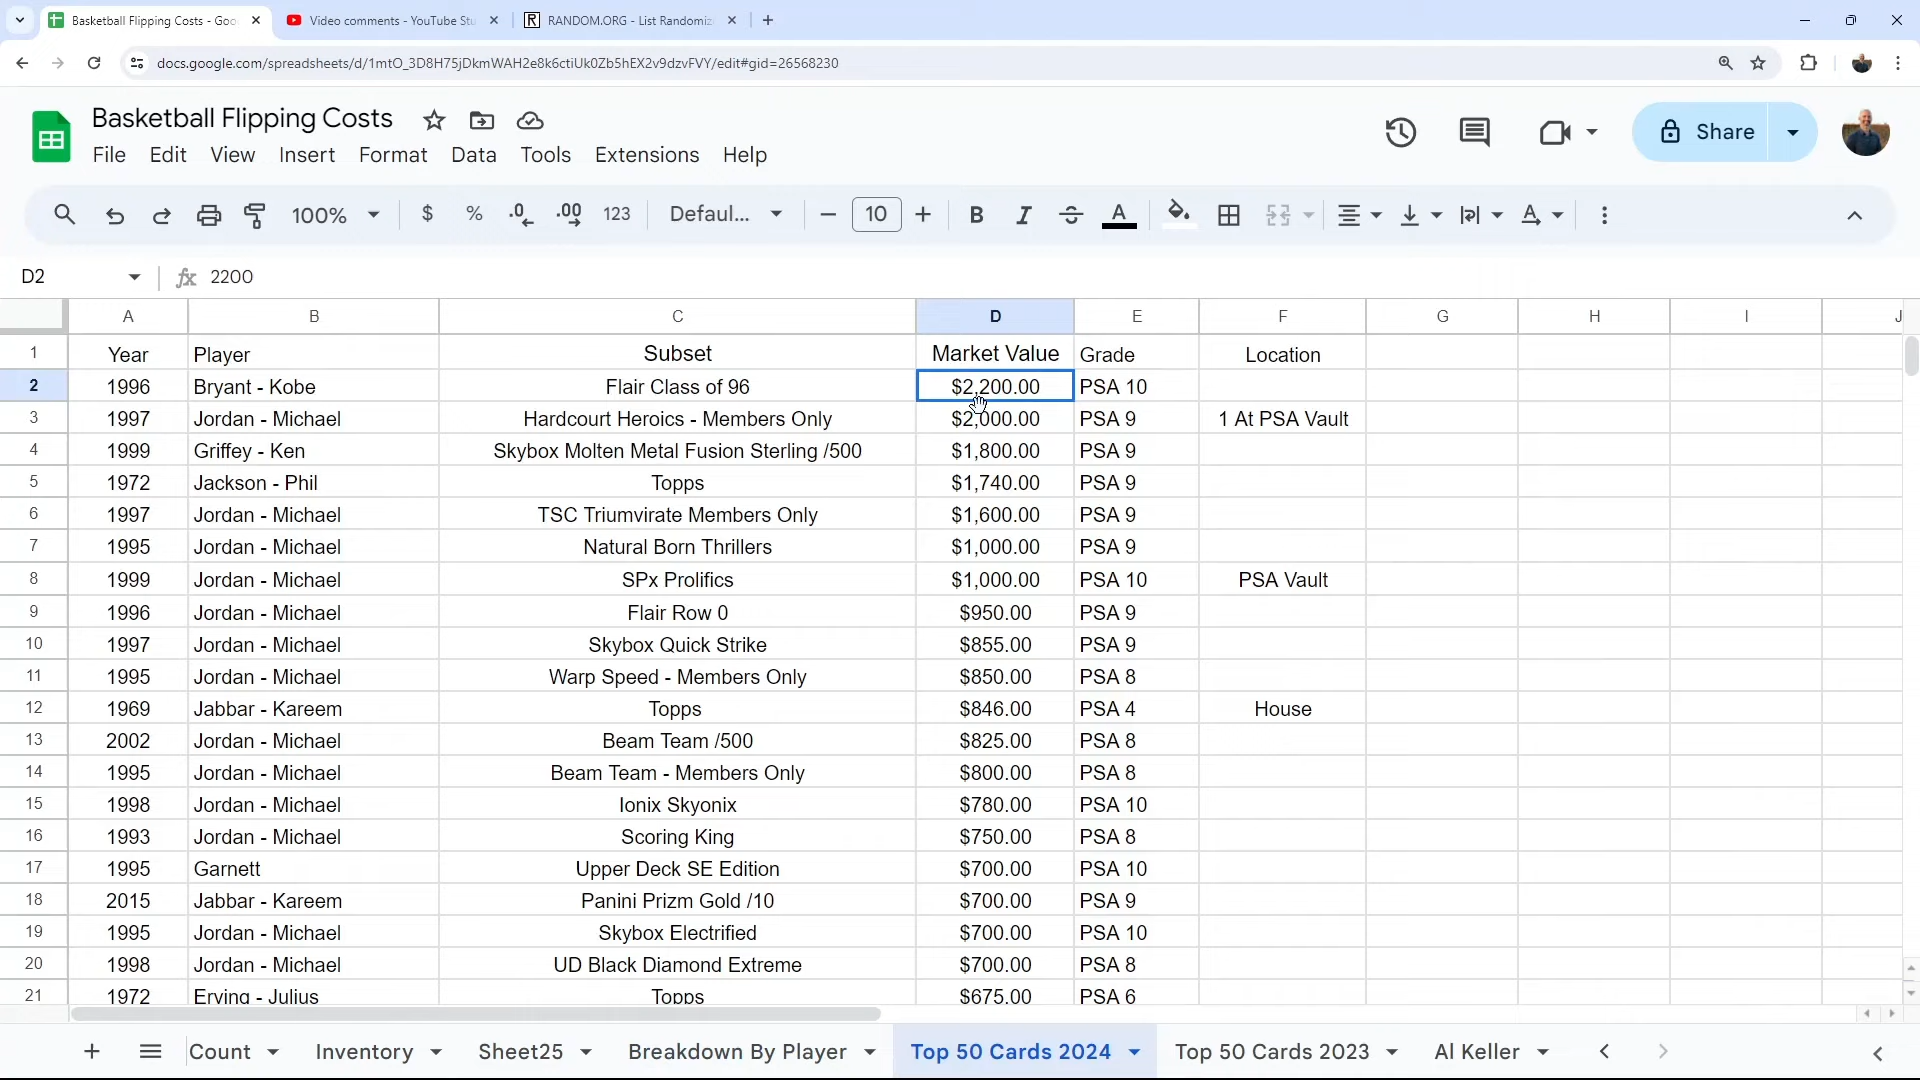 Basketball Flipping Costs - Goo
Video comments - YouTube Stu
RANDOM.ORG - List Randomiz
docs.google.com/spreadsheets/d/1mtO_3D8H75jDkmWAH2e8k6ctiUk0Zb5hEX2v9dzvFVY/edit#gid=26568230
Basketball Flipping Costs
Share
File Edit View Insert Format Data Tools Extensions Help
100% $ % .0 .00 123 Defaul... 10 B I A
D2 fx 2200
A B C D E F G H I J
1 Year Player Subset Market Value Grade Location
2 1996 Bryant - Kobe Flair Class of 96 $2,200.00 PSA 10
3 1997 Jordan - Michael Hardcourt Heroics - Members Only $2,000.00 PSA 9 1 At PSA Vault
4 1999 Griffey - Ken Skybox Molten Metal Fusion Sterling /500 $1,800.00 PSA 9
5 1972 Jackson - Phil Topps $1,740.00 PSA 9
6 1997 Jordan - Michael TSC Triumvirate Members Only $1,600.00 PSA 9
7 1995 Jordan - Michael Natural Born Thrillers $1,000.00 PSA 9
8 1999 Jordan - Michael SPx Prolifics $1,000.00 PSA 10 PSA Vault
9 1996 Jordan - Michael Flair Row 0 $950.00 PSA 9
10 1997 Jordan - Michael Skybox Quick Strike $855.00 PSA 9
11 1995 Jordan - Michael Warp Speed - Members Only $850.00 PSA 8
12 1969 Jabbar - Kareem Topps $846.00 PSA 4 House
13 2002 Jordan - Michael Beam Team /500 $825.00 PSA 8
14 1995 Jordan - Michael Beam Team - Members Only $800.00 PSA 8
15 1998 Jordan - Michael Ionix Skyonix $780.00 PSA 10
16 1993 Jordan - Michael Scoring King $750.00 PSA 8
17 1995 Garnett Upper Deck SE Edition $700.00 PSA 10
18 2015 Jabbar - Kareem Panini Prizm Gold /10 $700.00 PSA 9
19 1995 Jordan - Michael Skybox Electrified $700.00 PSA 10
20 1998 Jordan - Michael UD Black Diamond Extreme $700.00 PSA 8
21 1972 Erving - Julius Topps $675.00 PSA 6
Count Inventory Sheet25 Breakdown By Player Top 50 Cards 2024 Top 50 Cards 2023 Al Keller